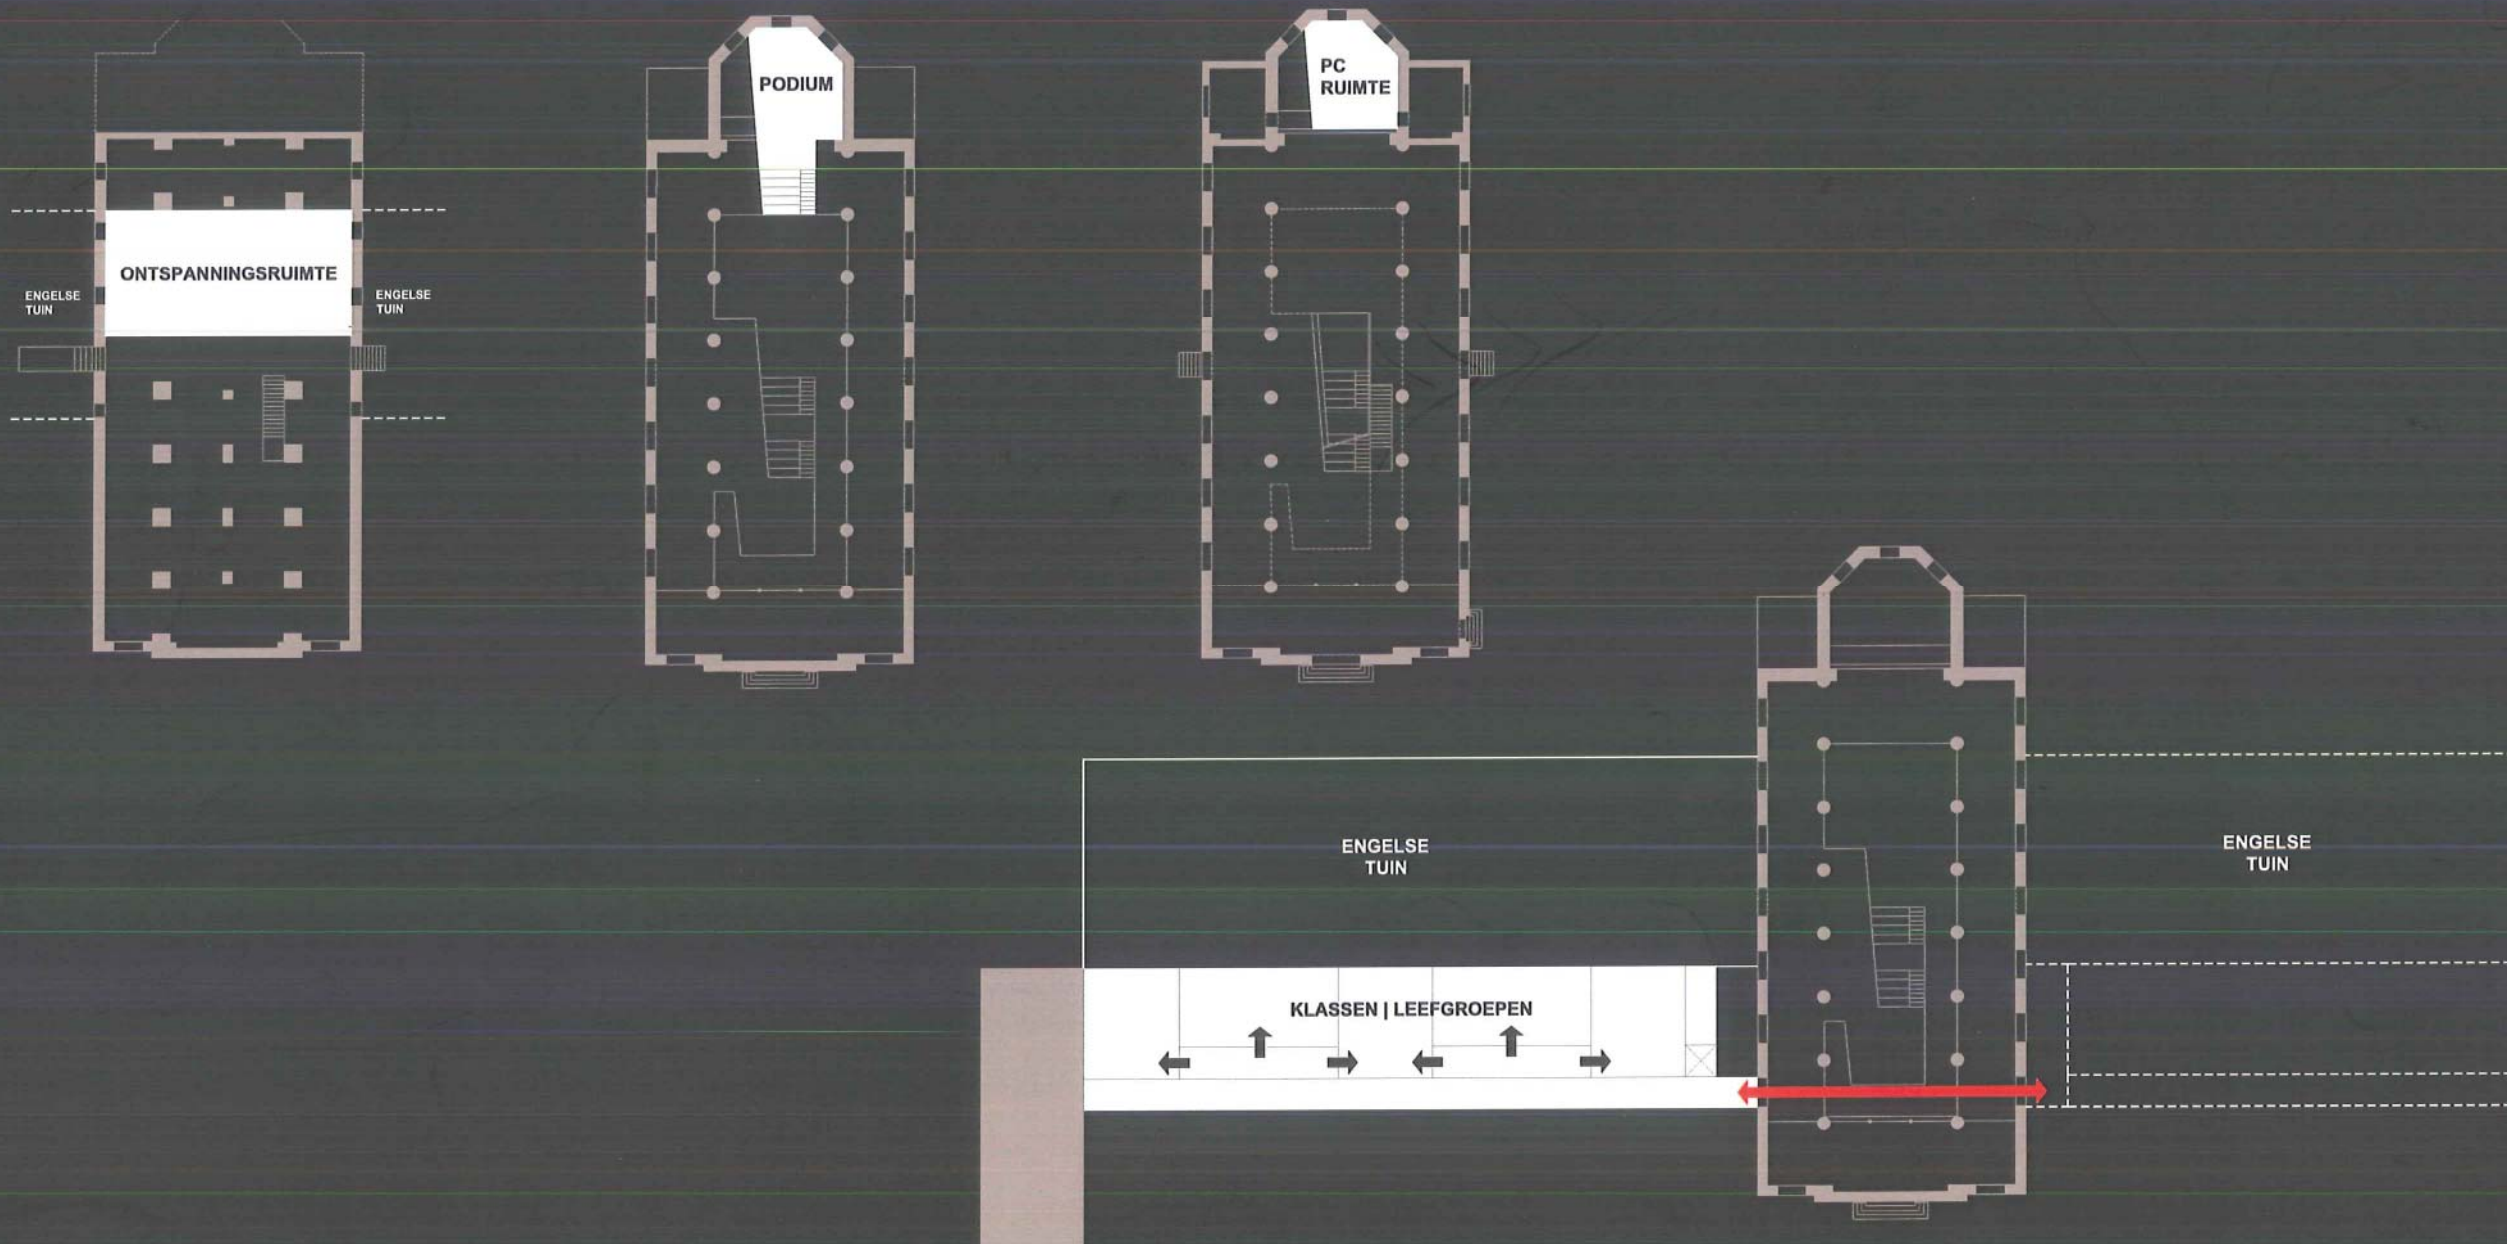 PODIUM
PC
RUIMTE
ONTSPANNINGSRUIMTE
ENGELSE
TUIN
ENGELSE
TUIN
ENGELSE
TUIN
ENGELSE
TUIN
KLASSEN | LEEFGROEPEN